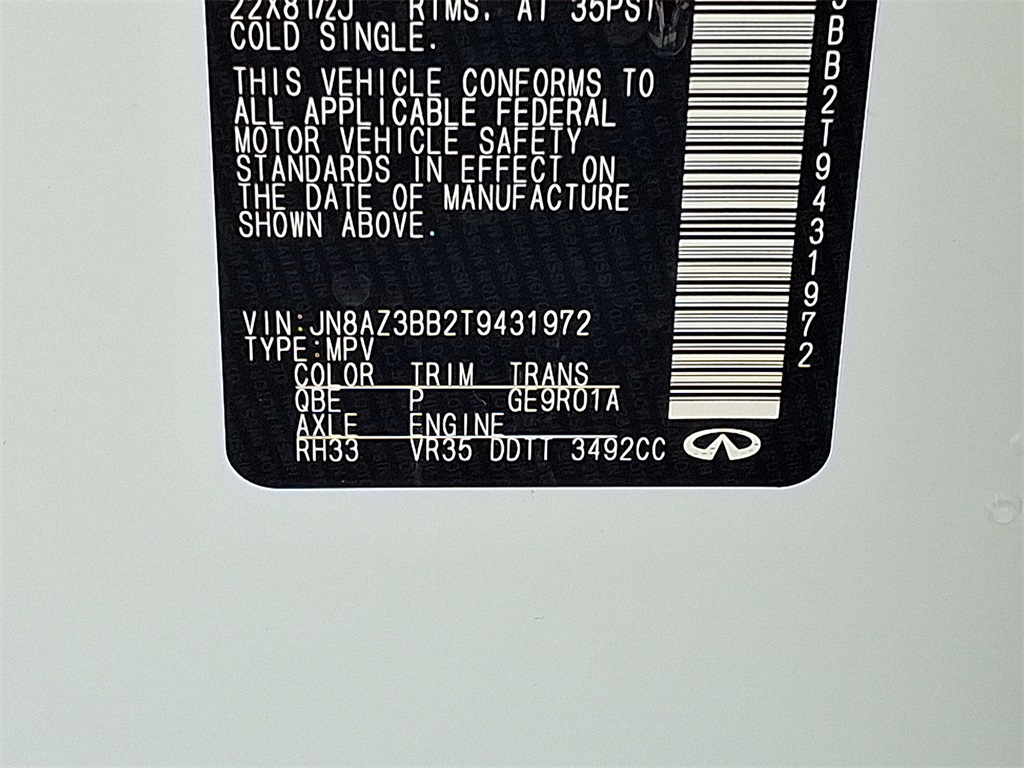 22X81/2J RIMS, AT 35PSI
COLD SINGLE.
THIS VEHICLE CONFORMS TO
ALL APPLICABLE FEDERAL
MOTOR VEHICLE SAFETY
STANDARDS IN EFFECT ON
THE DATE OF MANUFACTURE
SHOWN ABOVE.
VIN:JN8AZ3BB2T9431972
TYPE:MPV
COLOR TRIM TRANS
QBE P GE9R01A
AXLE ENGINE
RH33 VR35 DDTT 3492CC
BB2T9431972